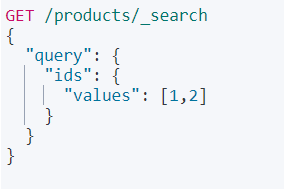 GET /products/_search
{
  "query": {
    "ids": {
      "values": [1,2]
    }
  }
}